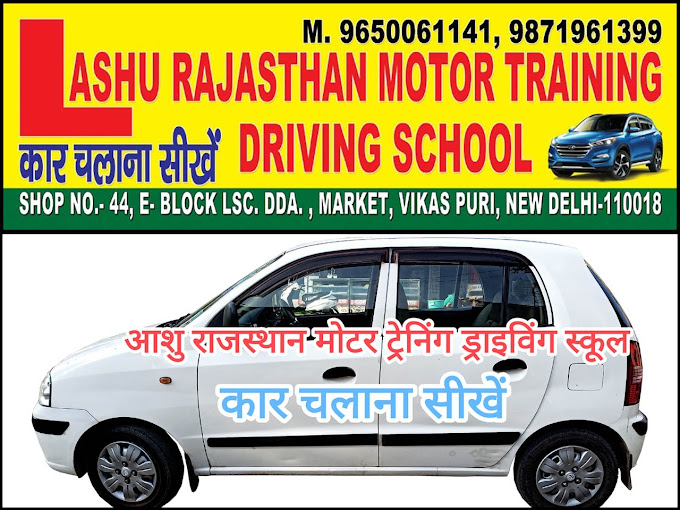 M. 9650061141, 9871961399
L
ASHU RAJASTHAN MOTOR TRAINING
कार चलाना सीखें
DRIVING SCHOOL
SHOP NO.- 44, E- BLOCK LSC. DDA. , MARKET, VIKAS PURI, NEW DELHI-110018
आशु राजस्थान मोटर ट्रेनिंग ड्राइविंग स्कूल
कार चलाना सीखें